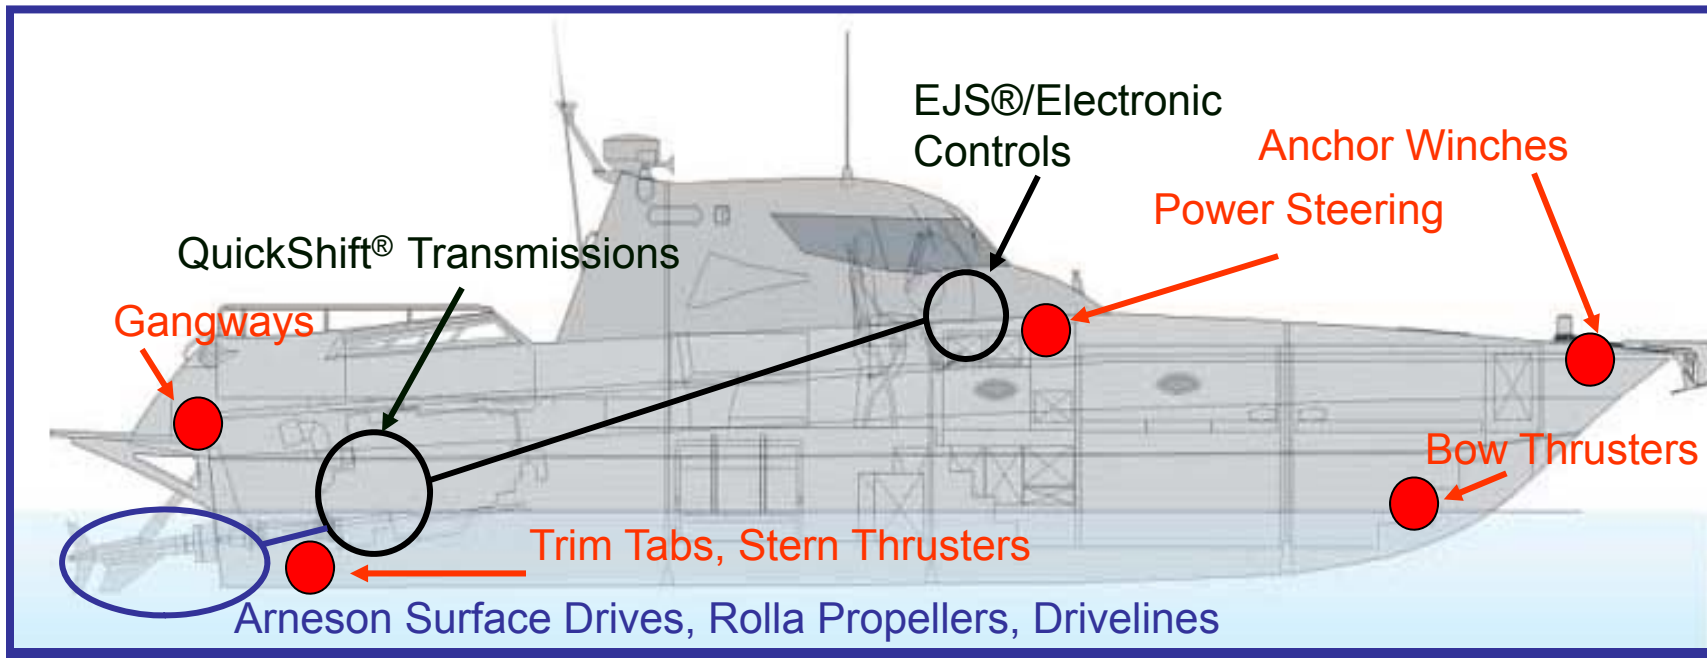 EJS®/Electronic
Controls
Anchor Winches
Power Steering
QuickShift® Transmissions
Gangways
Bow Thrusters
Trim Tabs, Stern Thrusters
Arneson Surface Drives, Rolla Propellers, Drivelines